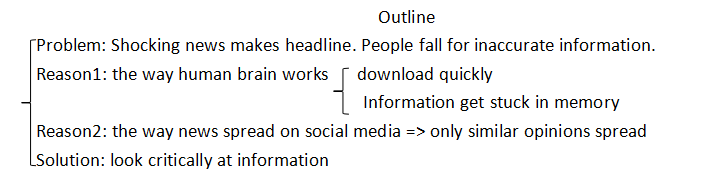 Outline
Problem: Shocking news makes headline. People fall for inaccurate information.
Reason1: the way human brain works download quickly
Information get stuck in memory
Reason2: the way news spread on social media => only similar opinions spread
Solution: look critically at information